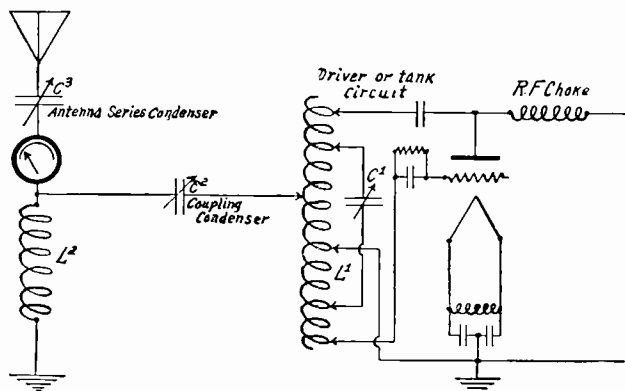 C3
Antenna Series Condenser
Driver or tank
circuit
R.F. Choke
C2
Coupling
Condenser
C1
L2
L1